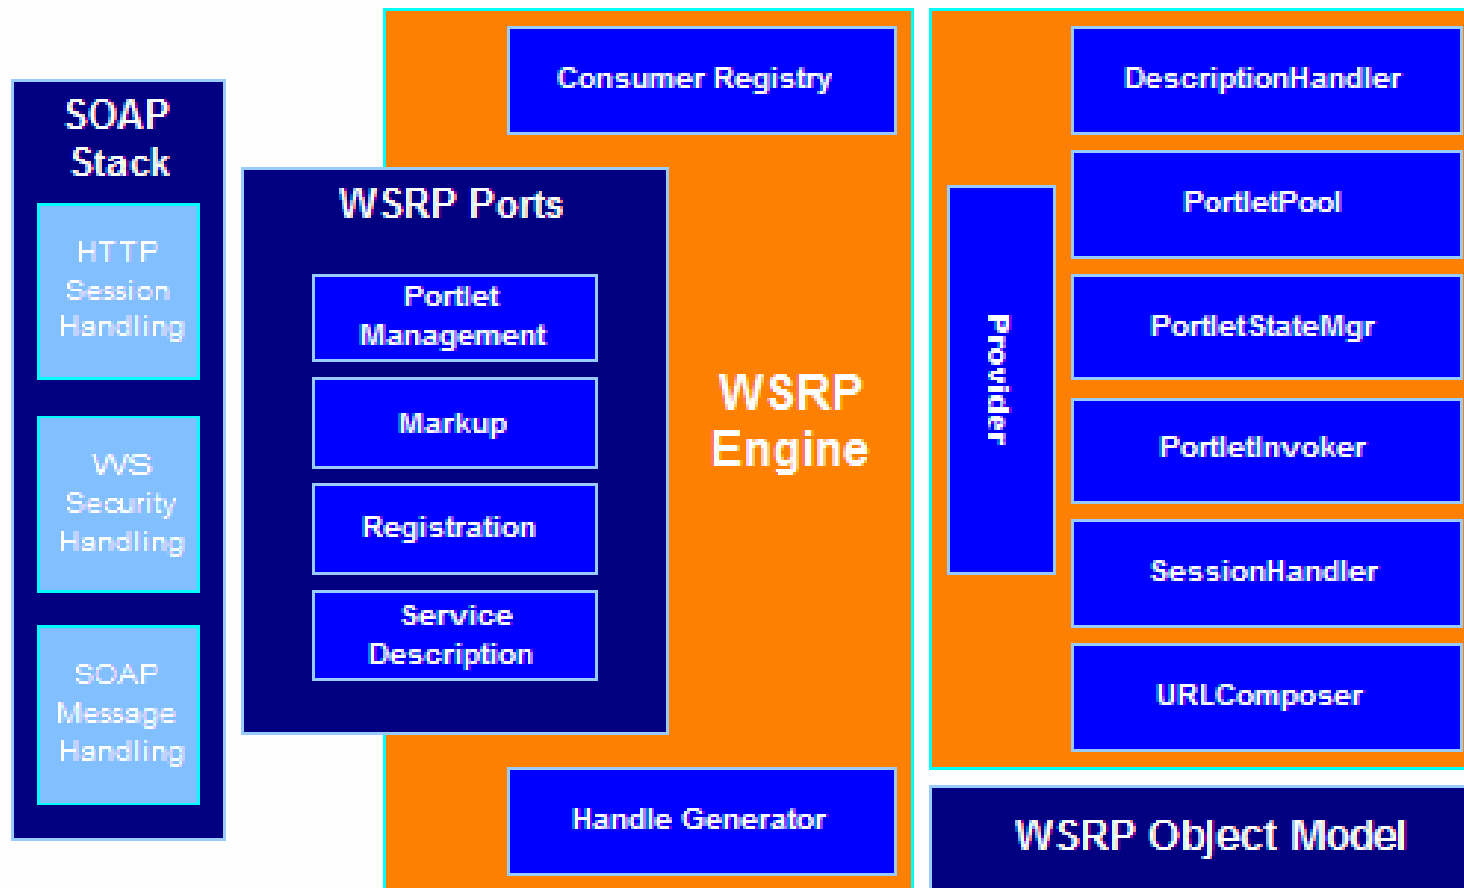 SOAP
Stack
HTTP
Session
Handling
WS
Security
Handling
SOAP
Message
Handling
WSRP Ports
Portlet
Management
Markup
Registration
Service
Description
Consumer Registry
WSRP
Engine
Handle Generator
Provider
DescriptionHandler
PortletPool
PortletStateMgr
PortletInvoker
SessionHandler
URLComposer
WSRP Object Model